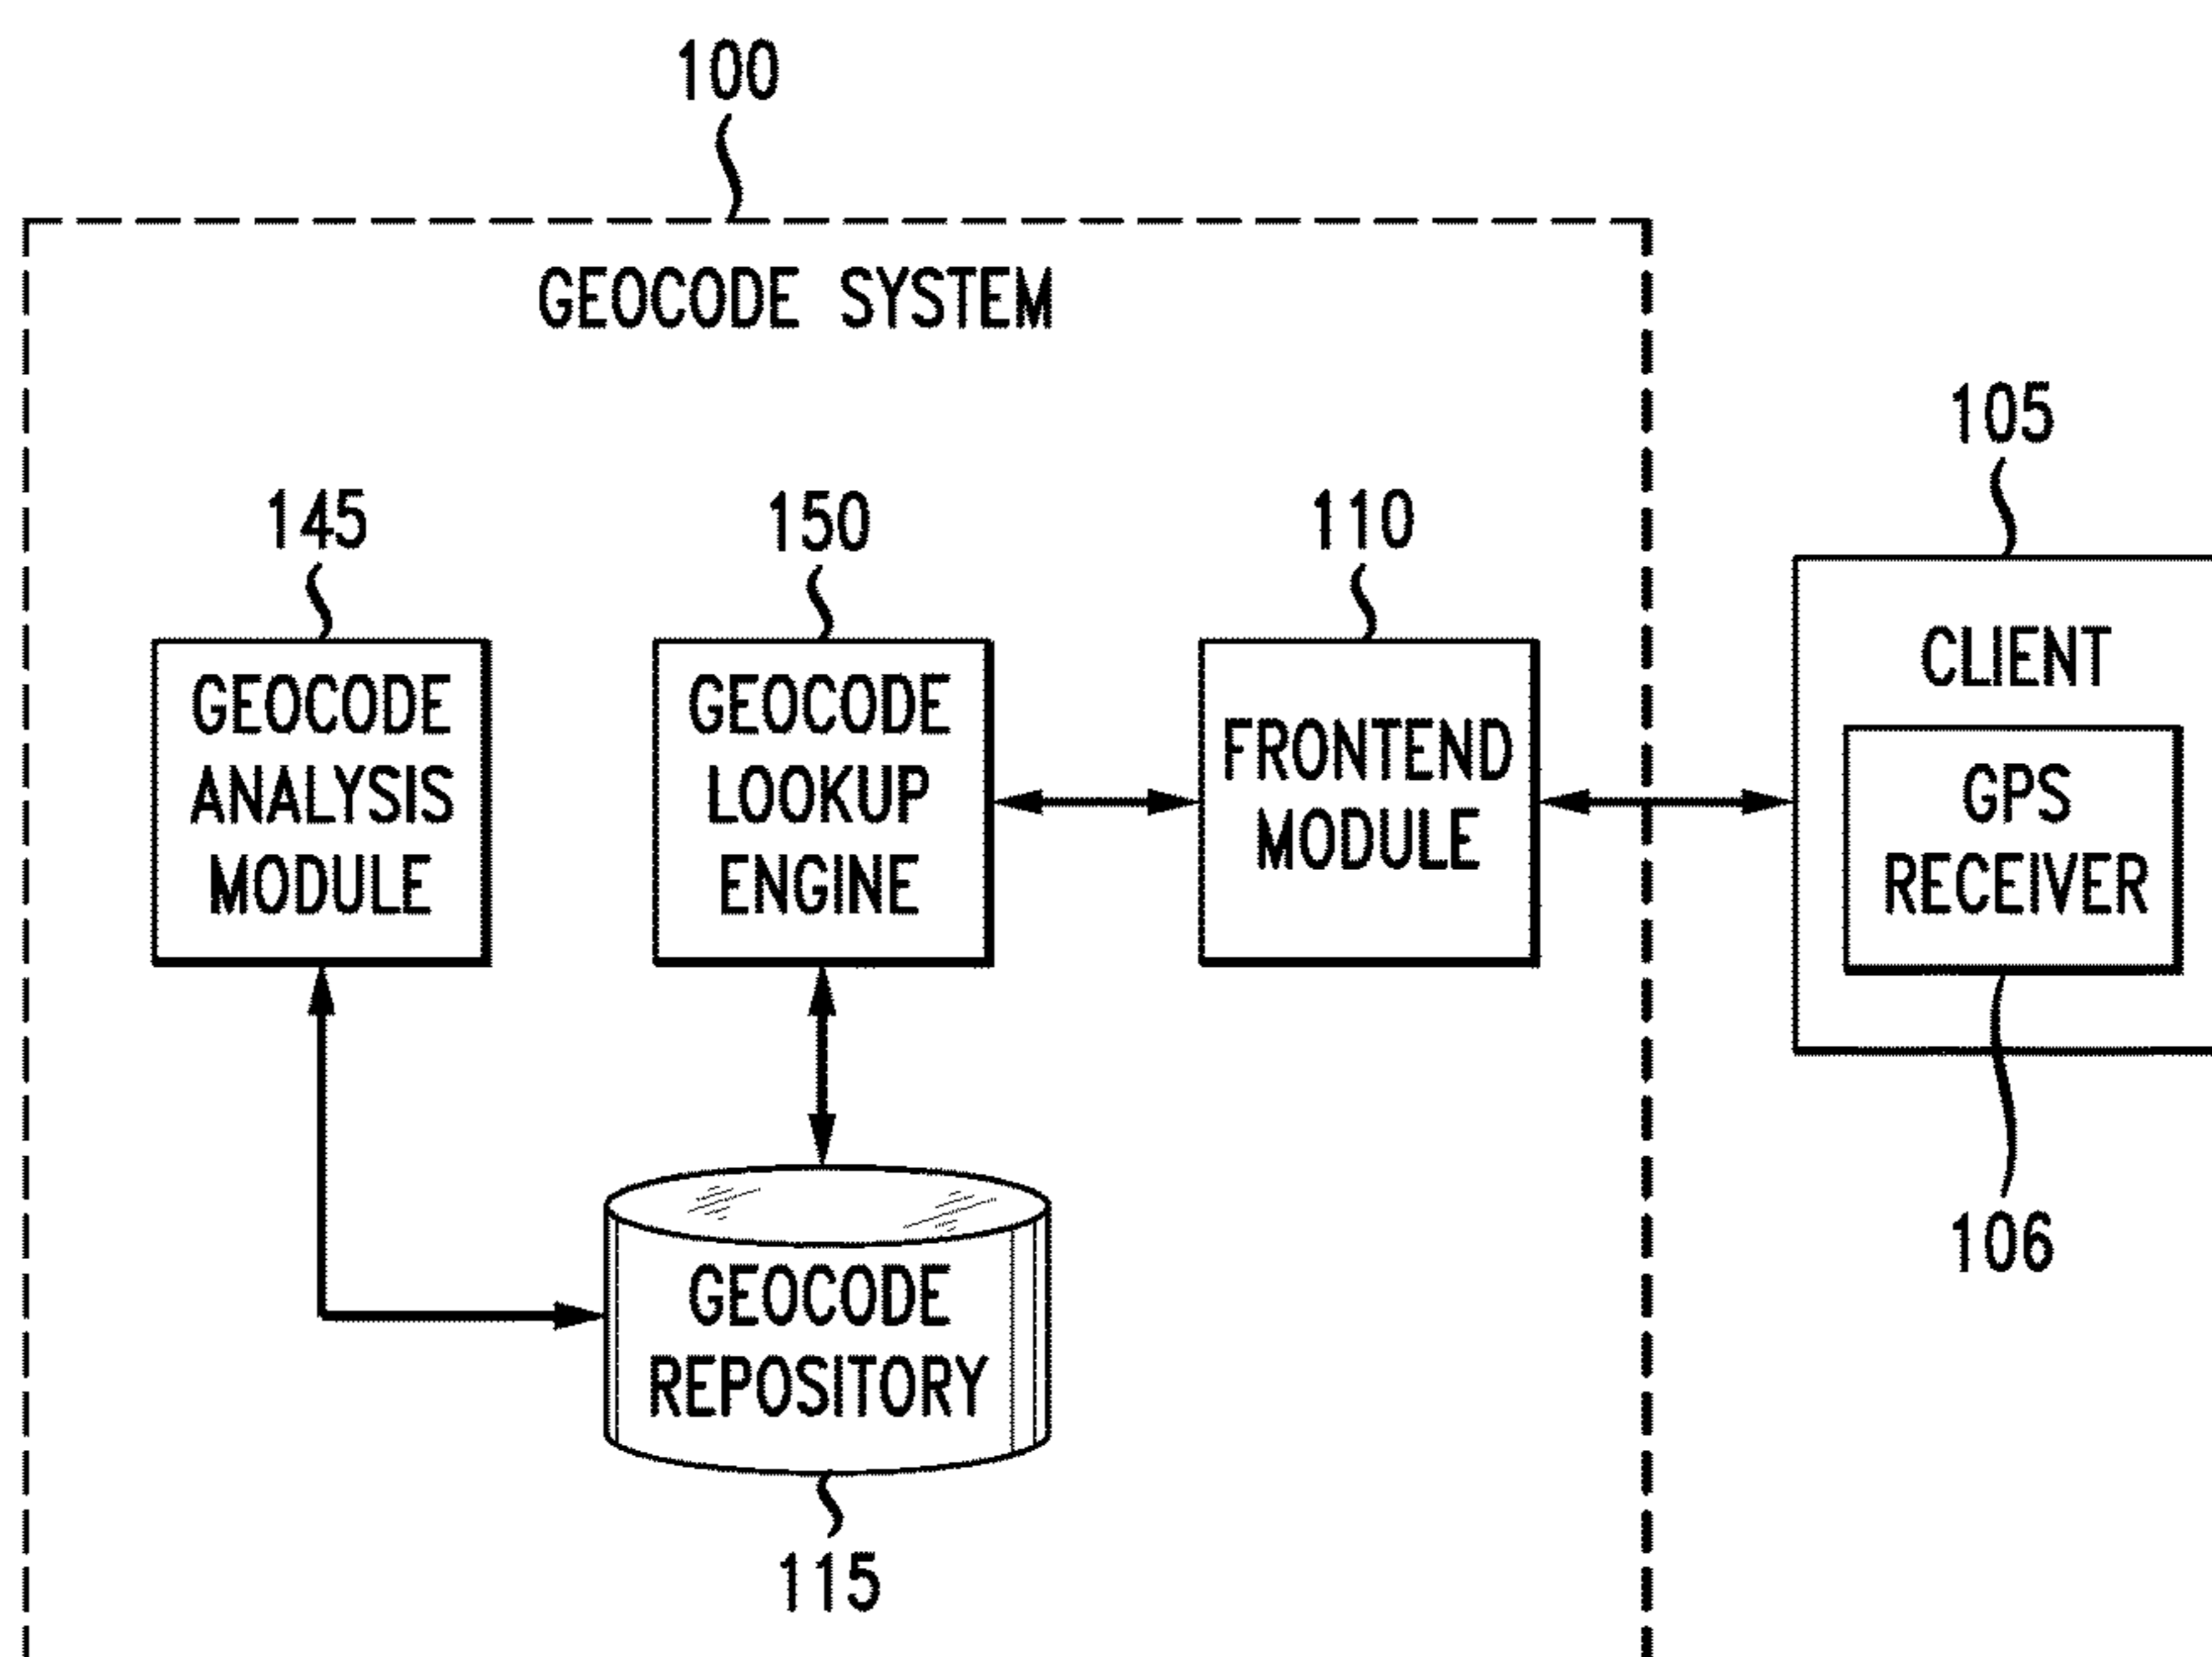 100
GEOCODE SYSTEM
105
145
150
110
GEOCODE
ANALYSIS
MODULE
GEOCODE
LOOKUP
ENGINE
FRONTEND
MODULE
CLIENT
GPS
RECEIVER
106
GEOCODE
REPOSITORY
115